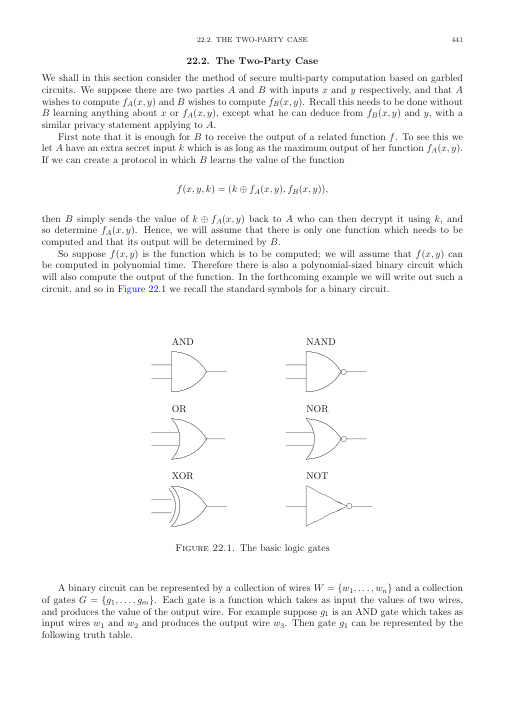 22.2. THE TWO-PARTY CASE 441
22.2. The Two-Party Case
We shall in this section consider the method of secure multi-party computation based on garbled
circuits. We suppose there are two parties A and B with inputs x and y respectively, and that A
wishes to compute f_A(x, y) and B wishes to compute f_B(x, y). Recall this needs to be done without
B learning anything about x or f_A(x, y), except what he can deduce from f_B(x, y) and y, with a
similar privacy statement applying to A.
First note that it is enough for B to receive the output of a related function f. To see this we
let A have an extra secret input k which is as long as the maximum output of her function f_A(x, y).
If we can create a protocol in which B learns the value of the function
f(x, y, k) = (k ⊕ f_A(x, y), f_B(x, y)),
then B simply sends the value of k ⊕ f_A(x, y) back to A who can then decrypt it using k, and
so determine f_A(x, y). Hence, we will assume that there is only one function which needs to be
computed and that its output will be determined by B.
So suppose f(x, y) is the function which is to be computed; we will assume that f(x, y) can
be computed in polynomial time. Therefore there is also a polynomial-sized binary circuit which
will also compute the output of the function. In the forthcoming example we will write out such a
circuit, and so in Figure 22.1 we recall the standard symbols for a binary circuit.
AND NAND
OR NOR
XOR NOT
Figure 22.1. The basic logic gates
A binary circuit can be represented by a collection of wires W = {w_1, . . . , w_n} and a collection
of gates G = {g_1, . . . , g_m}. Each gate is a function which takes as input the values of two wires,
and produces the value of the output wire. For example suppose g_1 is an AND gate which takes as
input wires w_1 and w_2 and produces the output wire w_3. Then gate g_1 can be represented by the
following truth table.